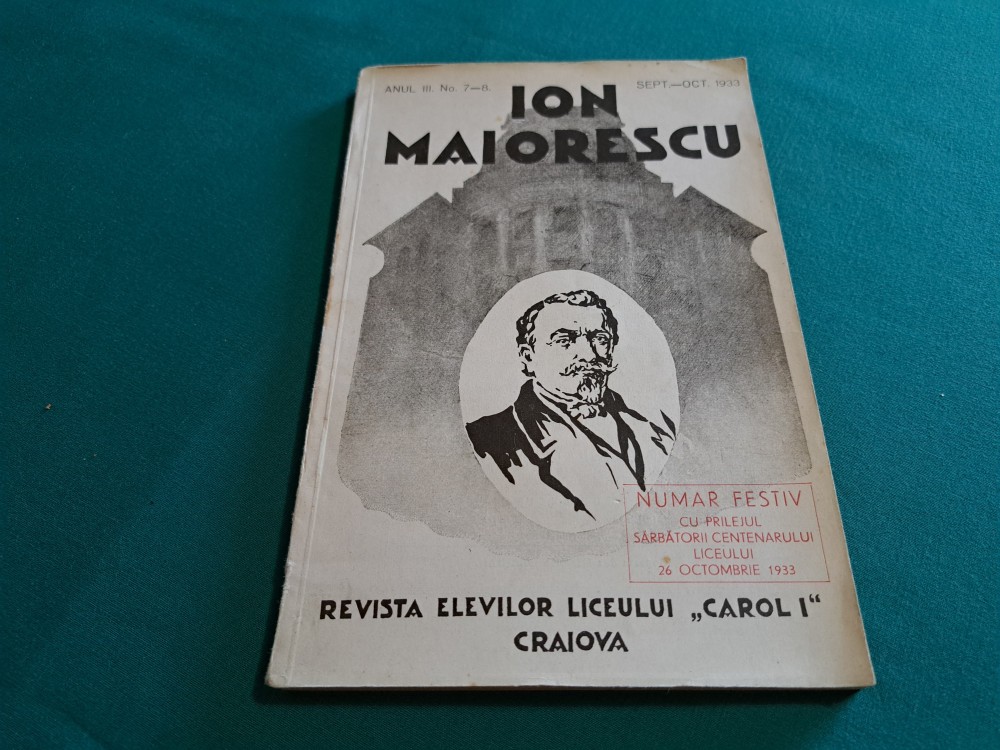 ANUL III. No. 7—8.
SEPT.—OCT. 1933
ION
MAIORESCU
NUMAR FESTIV
CU PRILEJUL
SĂRBĂTORII CENTENARULUI
LICEULUI
26 OCTOMBRIE 1933
REVISTA ELEVILOR LICEULUI „CAROL I“
CRAIOVA